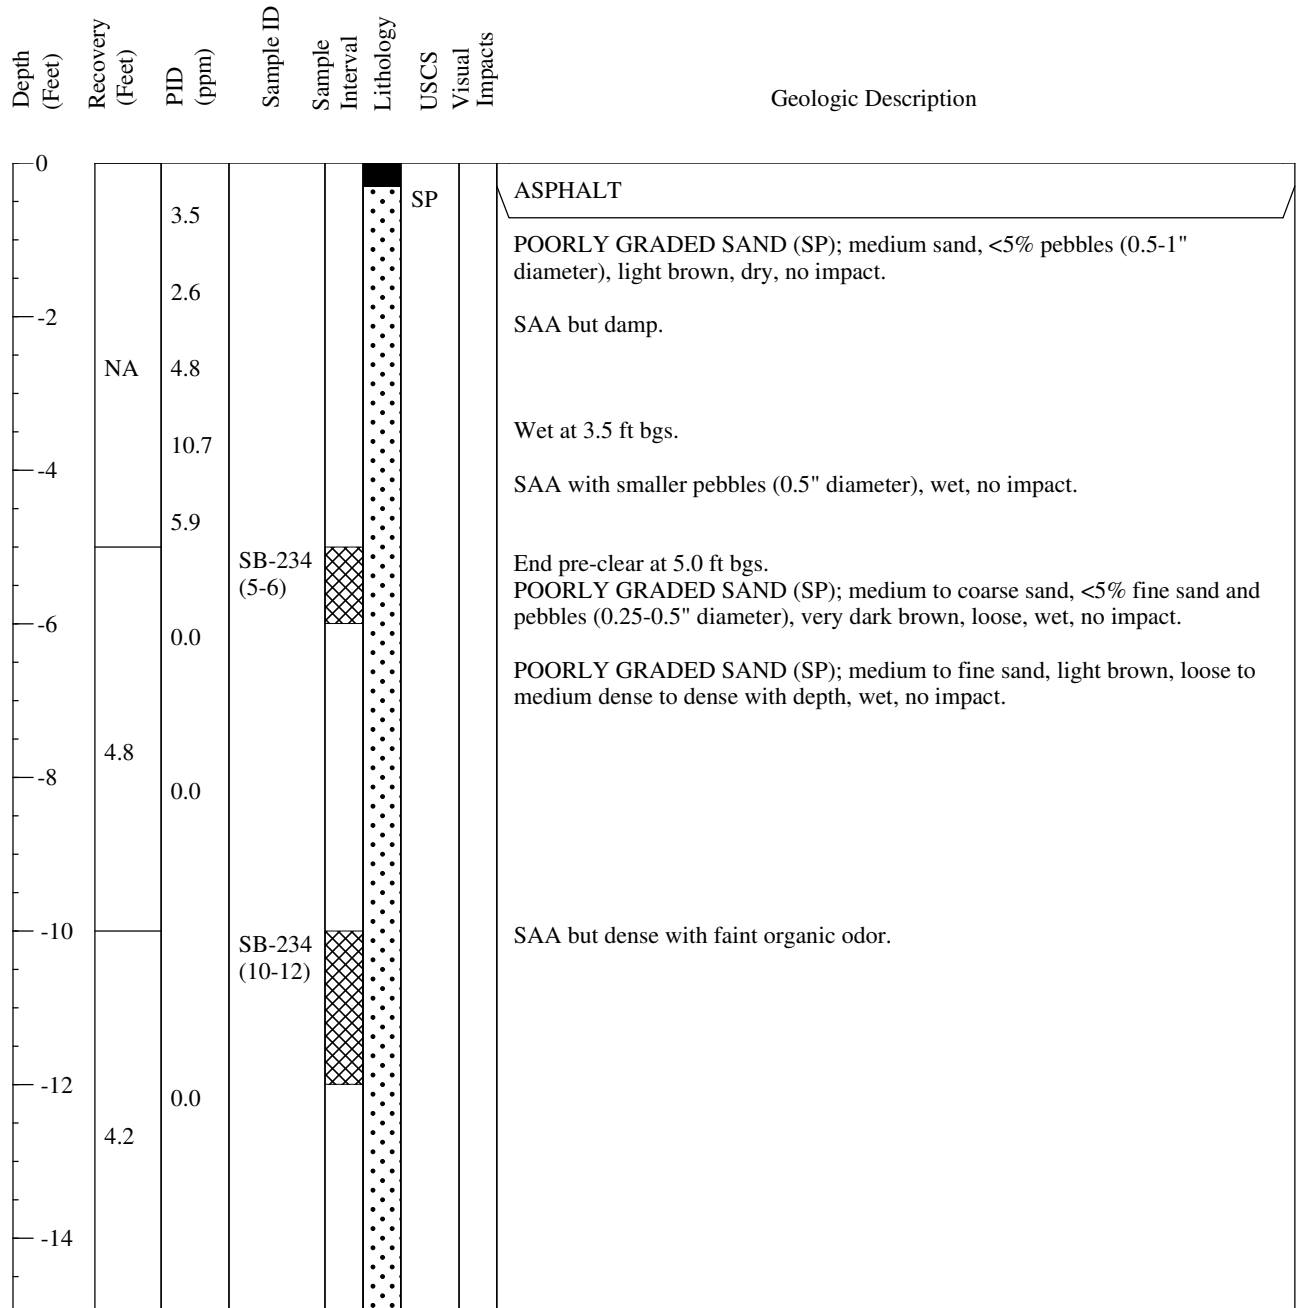 Depth
(Feet)
Recovery
(Feet)
PID
(ppm)
Sample ID
Sample
Interval
Lithology
USCS
Visual
Impacts
Geologic Description
0
SP
ASPHALT
3.5
POORLY GRADED SAND (SP); medium sand, <5% pebbles (0.5-1"
diameter), light brown, dry, no impact.
2.6
-2
SAA but damp.
NA
4.8
Wet at 3.5 ft bgs.
10.7
-4
SAA with smaller pebbles (0.5" diameter), wet, no impact.
5.9
SB-234
(5-6)
End pre-clear at 5.0 ft bgs.
POORLY GRADED SAND (SP); medium to coarse sand, <5% fine sand and
pebbles (0.25-0.5" diameter), very dark brown, loose, wet, no impact.
-6
0.0
POORLY GRADED SAND (SP); medium to fine sand, light brown, loose to
medium dense to dense with depth, wet, no impact.
4.8
-8
0.0
-10
SB-234
(10-12)
SAA but dense with faint organic odor.
-12
0.0
4.2
-14